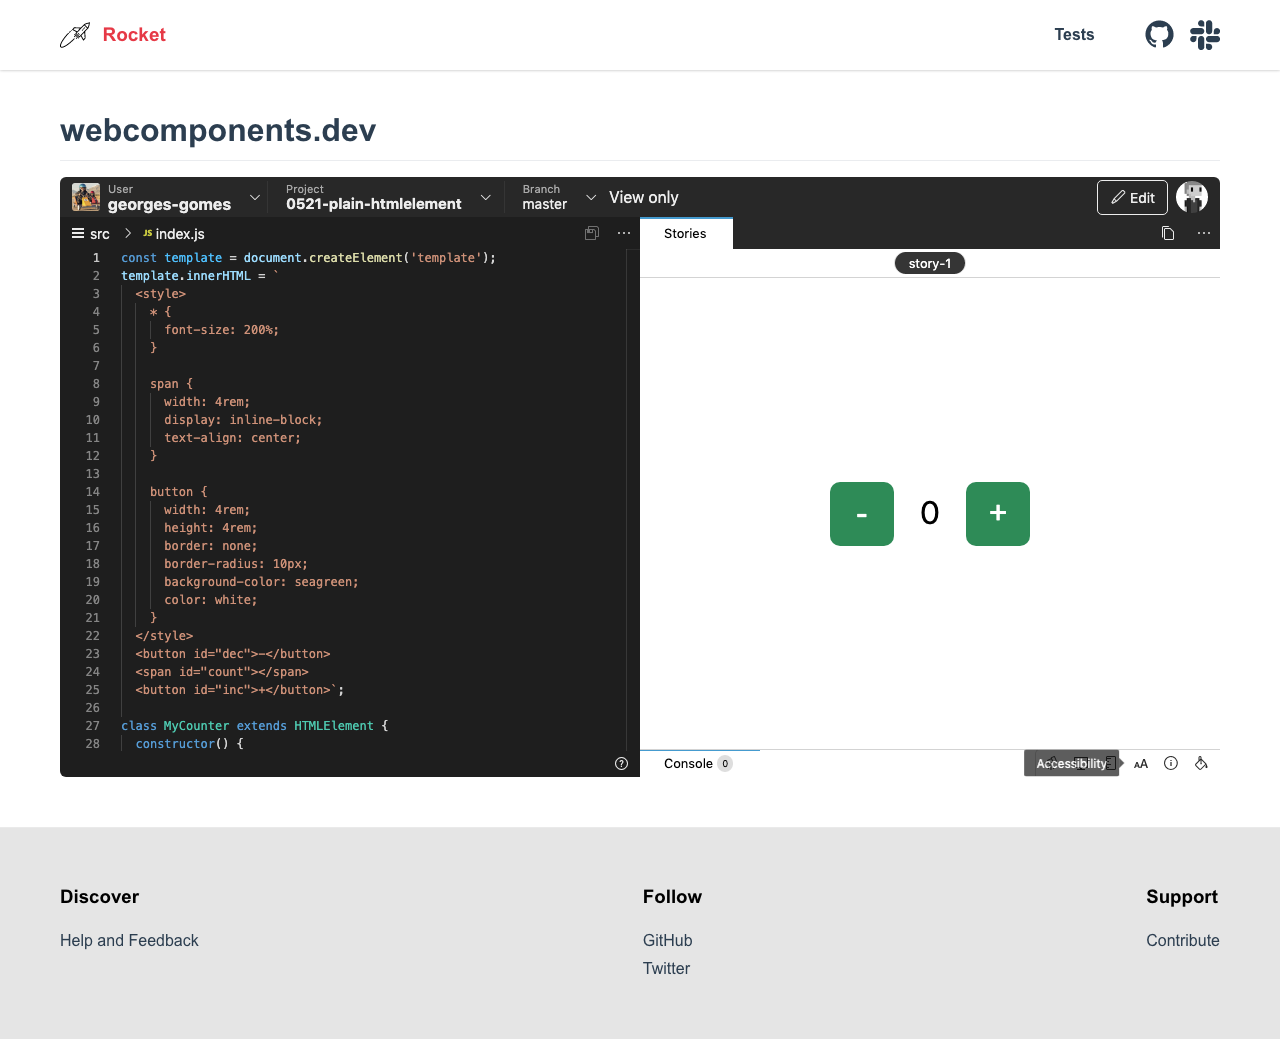 Rocket
Tests
webcomponents.dev
User
georges-gomes
Project
0521-plain-htmlelement
Branch
master
View only
Edit
src
JS index.js
Stories
story-1
1 const template = document.createElement('template');
2 template.innerHTML = `
3 <style>
4 * {
5 font-size: 200%;
6 }
7
8 span {
9 width: 4rem;
10 display: inline-block;
11 text-align: center;
12 }
13
14 button {
15 width: 4rem;
16 height: 4rem;
17 border: none;
18 border-radius: 10px;
19 background-color: seagreen;
20 color: white;
21 }
22 </style>
23 <button id="dec">-</button>
24 <span id="count"></span>
25 <button id="inc">+</button>`;
26
27 class MyCounter extends HTMLElement {
28 constructor() {
- 0 +
Console 0
Accessibility
AA
Discover
Help and Feedback
Follow
GitHub
Twitter
Support
Contribute